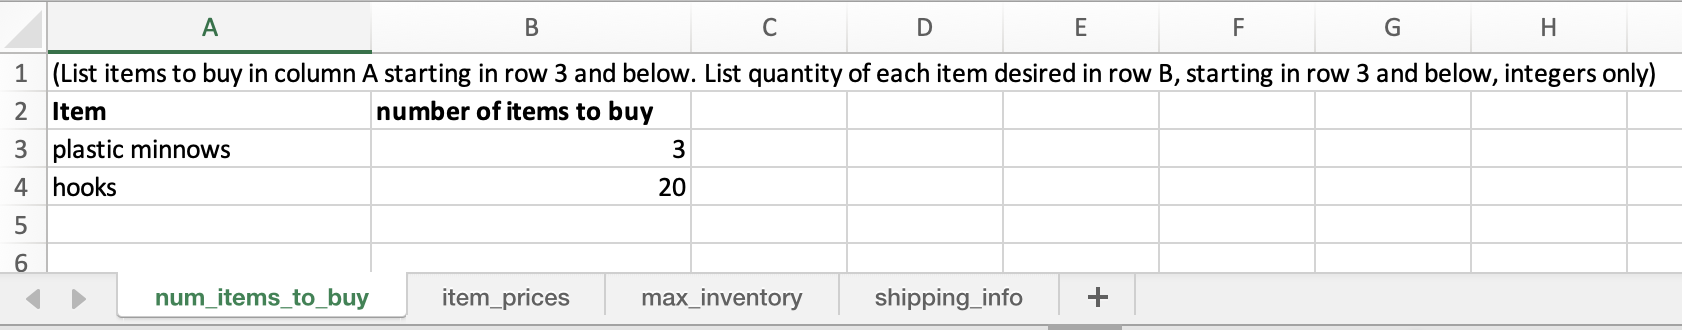 A B C D E F G H
1 (List items to buy in column A starting in row 3 and below. List quantity of each item desired in row B, starting in row 3 and below, integers only)
2 Item number of items to buy
3 plastic minnows 3
4 hooks 20
5
6
num_items_to_buy item_prices max_inventory shipping_info +